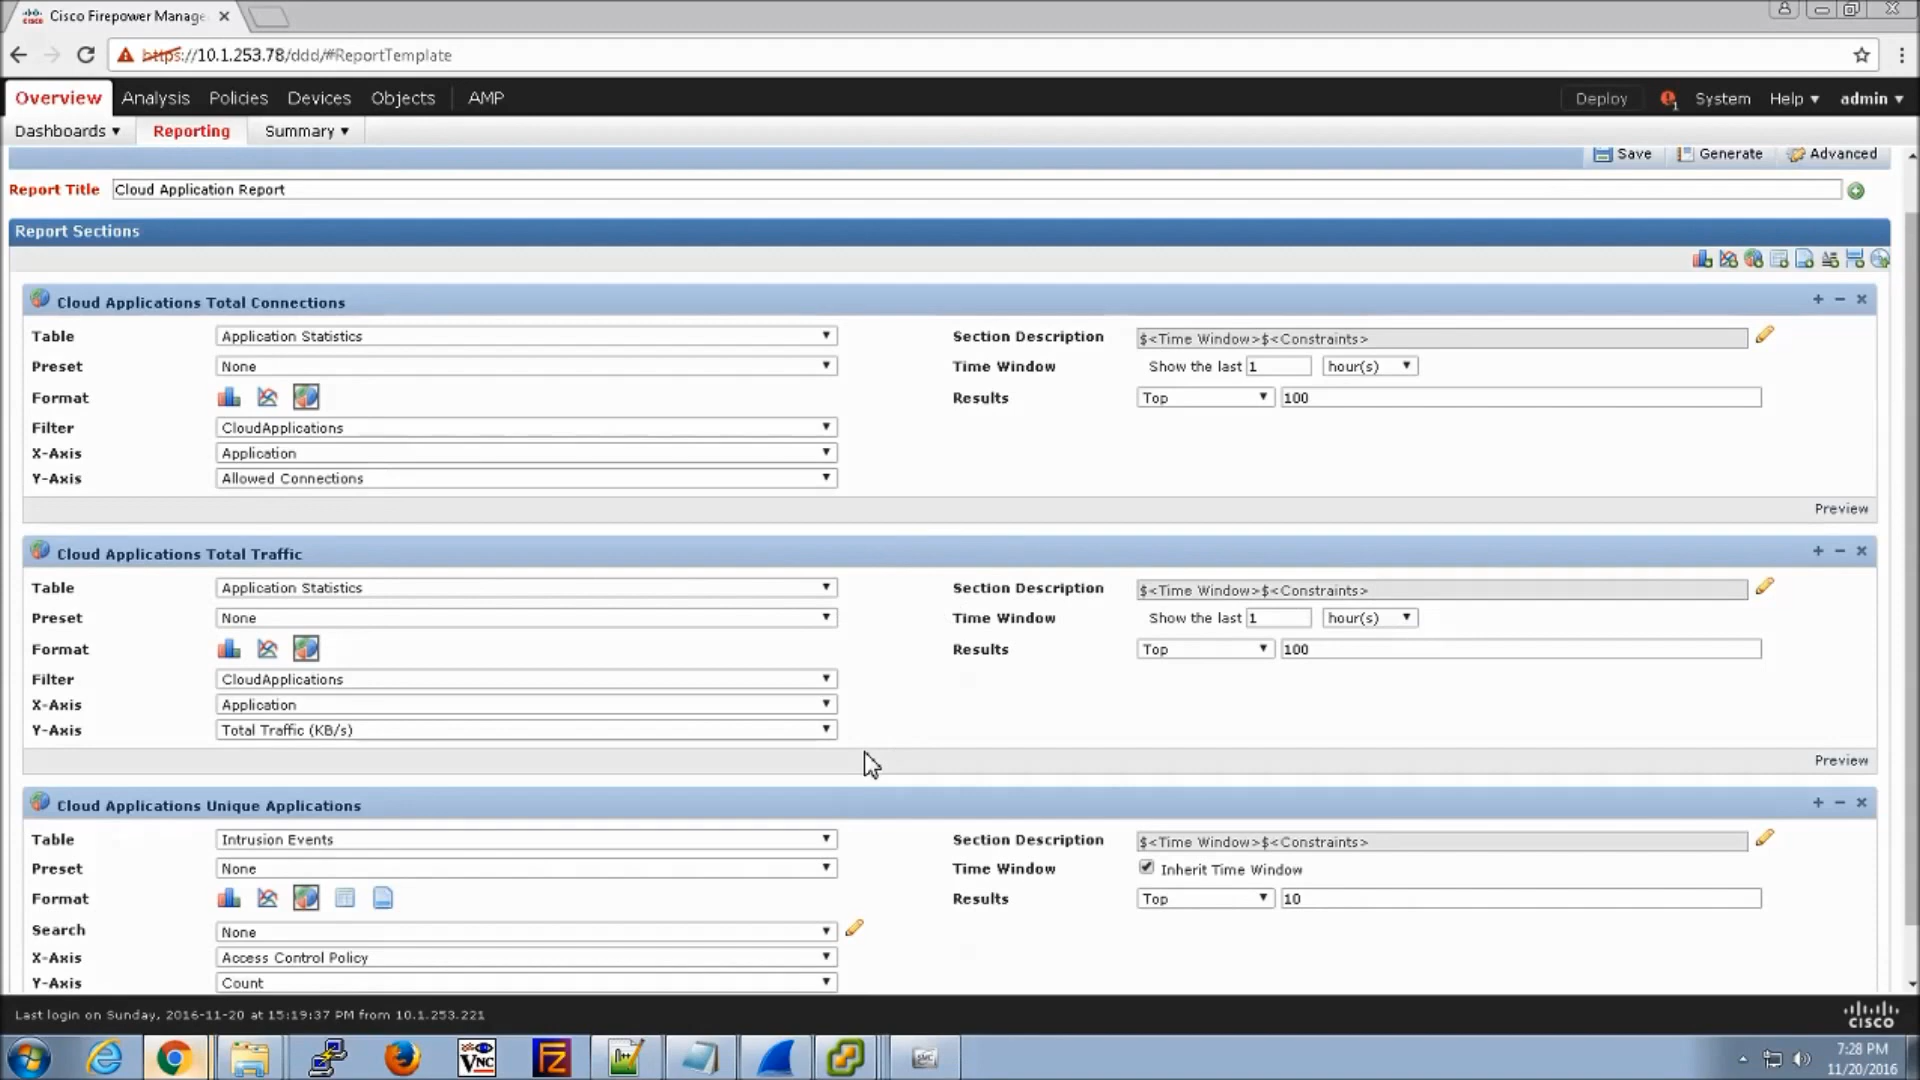 Cisco Firepower Manage
https://10.1.253.78/ddd/#ReportTemplate
Overview Analysis Policies Devices Objects AMP Deploy 1 System Help admin
Dashboards Reporting Summary
Save Generate Advanced
Report Title Cloud Application Report
Report Sections
Cloud Applications Total Connections
Table Application Statistics Section Description $<Time Window>$<Constraints>
Preset None Time Window Show the last 1 hour(s)
Format Results Top 100
Filter CloudApplications
X-Axis Application
Y-Axis Allowed Connections
Preview
Cloud Applications Total Traffic
Table Application Statistics Section Description $<Time Window>$<Constraints>
Preset None Time Window Show the last 1 hour(s)
Format Results Top 100
Filter CloudApplications
X-Axis Application
Y-Axis Total Traffic (KB/s)
Preview
Cloud Applications Unique Applications
Table Intrusion Events Section Description $<Time Window>$<Constraints>
Preset None Time Window Inherit Time Window
Format Results Top 10
Search None
X-Axis Access Control Policy
Y-Axis Count
Last login on Sunday, 2016-11-20 at 15:19:37 PM from 10.1.253.221
CISCO
VNC
FZ
7:28 PM
11/20/2016